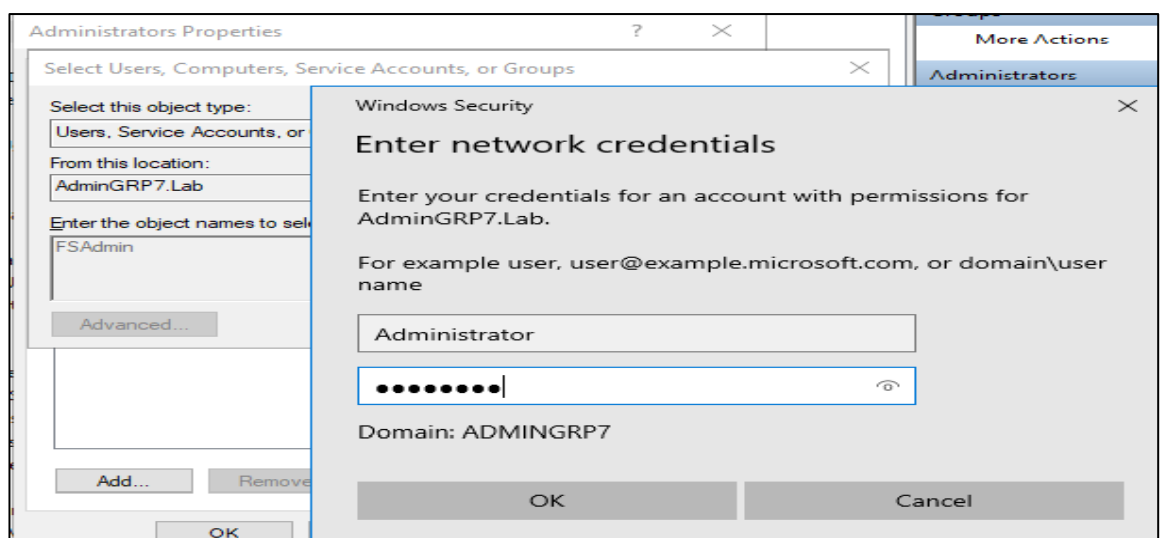 Administrators Properties
?
More Actions
Select Users, Computers, Service Accounts, or Groups
Administrators
Select this object type:
Users, Service Accounts, or
From this location:
AdminGRP7.Lab
Enter the object names to sel
FSAdmin
Advanced...
Add...
Remove
OK
Windows Security
Enter network credentials
Enter your credentials for an account with permissions for
AdminGRP7.Lab.
For example user, user@example.microsoft.com, or domain\user
name
Administrator
●●●●●●●●
Domain: ADMINGRP7
OK
Cancel